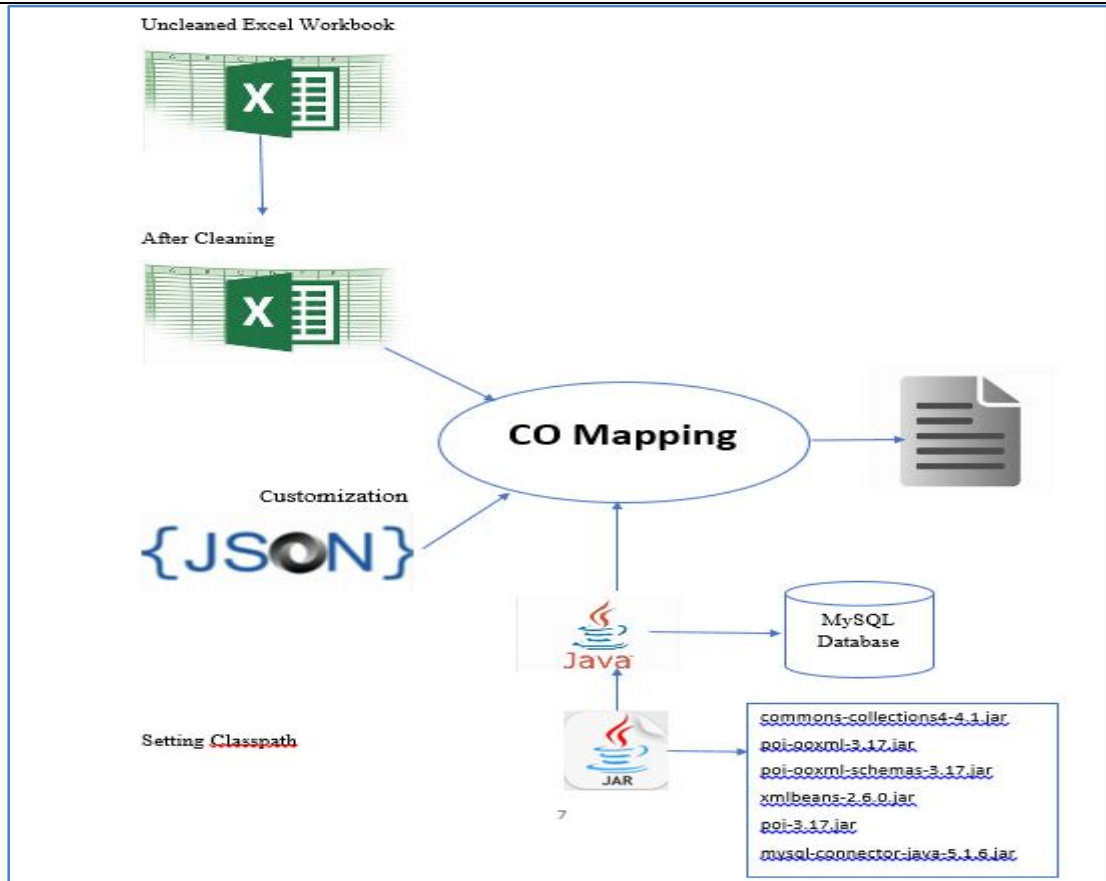 Uncleaned Excel Workbook
X
After Cleaning
X
CO Mapping
Customization
{JSON}
Java
MySQL
Database
Setting Classpath
JAR
commons-collections4-4.1.jar
poi-ooxml-3.17.jar
poi-ooxml-schemas-3.17.jar
xmlbeans-2.6.0.jar
poi-3.17.jar
mysql-connector-java-5.1.6.jar
7